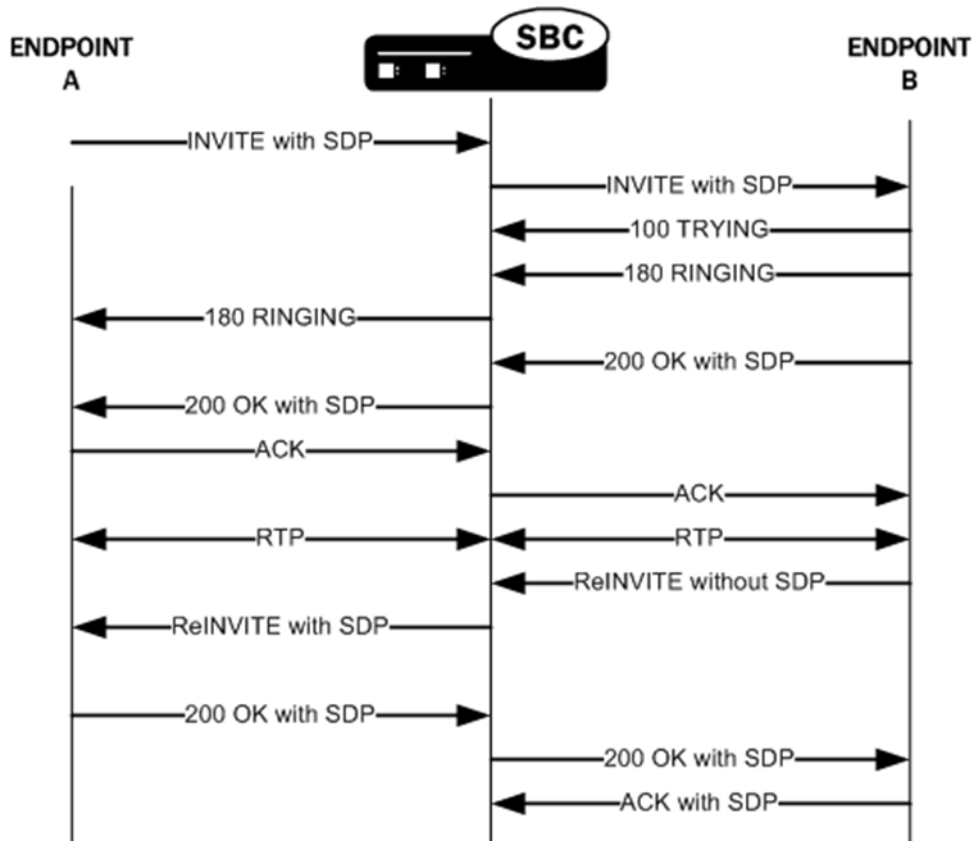 ENDPOINT
A
SBC
ENDPOINT
B
INVITE with SDP
INVITE with SDP
100 TRYING
180 RINGING
180 RINGING
200 OK with SDP
200 OK with SDP
ACK
ACK
RTP
RTP
ReINVITE without SDP
ReINVITE with SDP
200 OK with SDP
200 OK with SDP
ACK with SDP